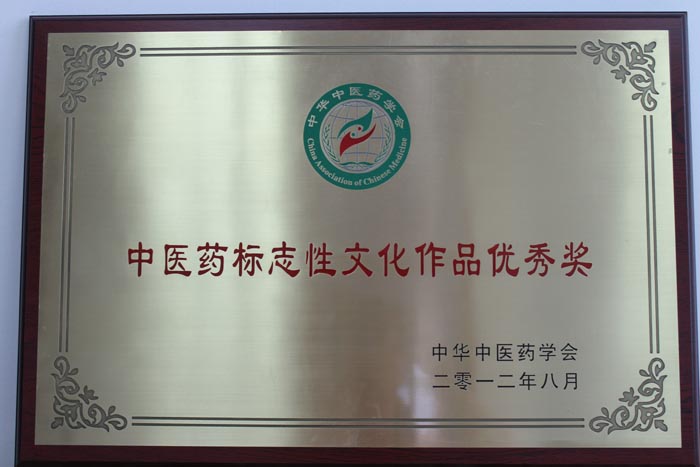 中华中医药学会
China Association of Chinese Medicine
中医药标志性文化作品优秀奖
中华中医药学会
二零一二年八月